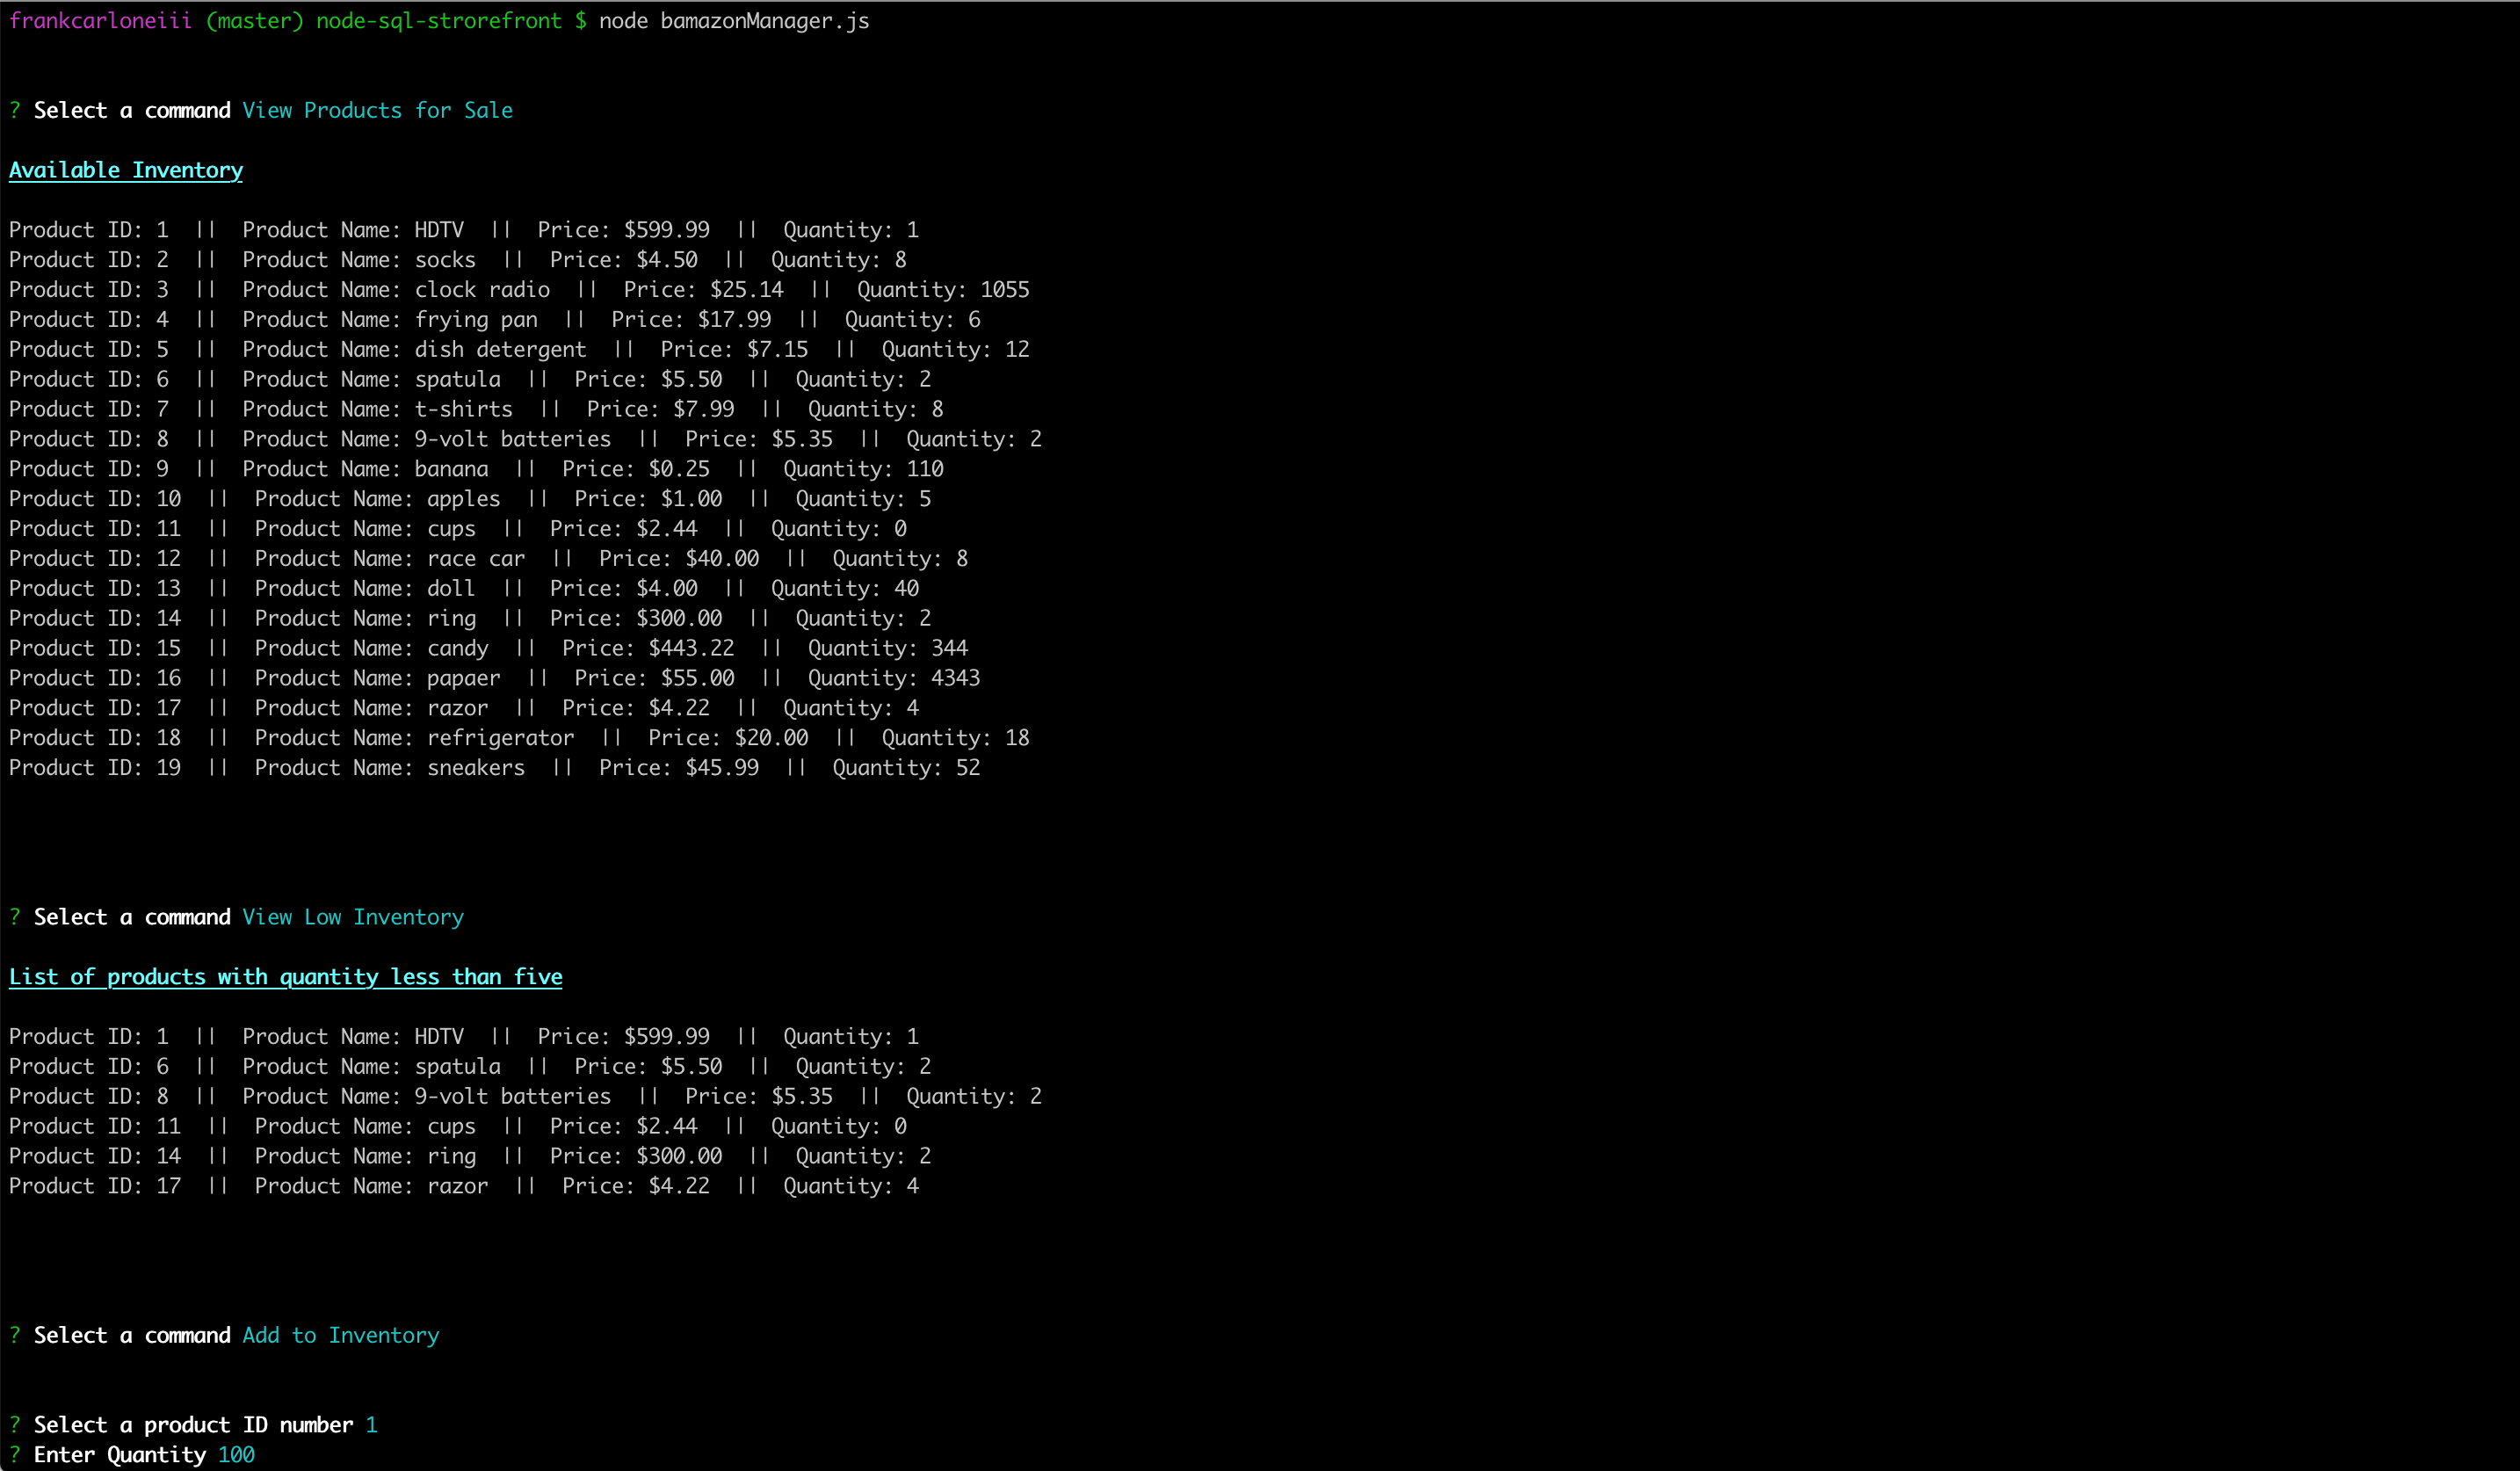 frankcarloneiii (master) node-sql-strorefront $ node bamazonManager.js
? Select a command View Products for Sale
Available Inventory
Product ID: 1  ||  Product Name: HDTV  ||  Price: $599.99  ||  Quantity: 1
Product ID: 2  ||  Product Name: socks  ||  Price: $4.50  ||  Quantity: 8
Product ID: 3  ||  Product Name: clock radio  ||  Price: $25.14  ||  Quantity: 1055
Product ID: 4  ||  Product Name: frying pan  ||  Price: $17.99  ||  Quantity: 6
Product ID: 5  ||  Product Name: dish detergent  ||  Price: $7.15  ||  Quantity: 12
Product ID: 6  ||  Product Name: spatula  ||  Price: $5.50  ||  Quantity: 2
Product ID: 7  ||  Product Name: t-shirts  ||  Price: $7.99  ||  Quantity: 8
Product ID: 8  ||  Product Name: 9-volt batteries  ||  Price: $5.35  ||  Quantity: 2
Product ID: 9  ||  Product Name: banana  ||  Price: $0.25  ||  Quantity: 110
Product ID: 10  ||  Product Name: apples  ||  Price: $1.00  ||  Quantity: 5
Product ID: 11  ||  Product Name: cups  ||  Price: $2.44  ||  Quantity: 0
Product ID: 12  ||  Product Name: race car  ||  Price: $40.00  ||  Quantity: 8
Product ID: 13  ||  Product Name: doll  ||  Price: $4.00  ||  Quantity: 40
Product ID: 14  ||  Product Name: ring  ||  Price: $300.00  ||  Quantity: 2
Product ID: 15  ||  Product Name: candy  ||  Price: $443.22  ||  Quantity: 344
Product ID: 16  ||  Product Name: papaer  ||  Price: $55.00  ||  Quantity: 4343
Product ID: 17  ||  Product Name: razor  ||  Price: $4.22  ||  Quantity: 4
Product ID: 18  ||  Product Name: refrigerator  ||  Price: $20.00  ||  Quantity: 18
Product ID: 19  ||  Product Name: sneakers  ||  Price: $45.99  ||  Quantity: 52
? Select a command View Low Inventory
List of products with quantity less than five
Product ID: 1  ||  Product Name: HDTV  ||  Price: $599.99  ||  Quantity: 1
Product ID: 6  ||  Product Name: spatula  ||  Price: $5.50  ||  Quantity: 2
Product ID: 8  ||  Product Name: 9-volt batteries  ||  Price: $5.35  ||  Quantity: 2
Product ID: 11  ||  Product Name: cups  ||  Price: $2.44  ||  Quantity: 0
Product ID: 14  ||  Product Name: ring  ||  Price: $300.00  ||  Quantity: 2
Product ID: 17  ||  Product Name: razor  ||  Price: $4.22  ||  Quantity: 4
? Select a command Add to Inventory
? Select a product ID number 1
? Enter Quantity 100